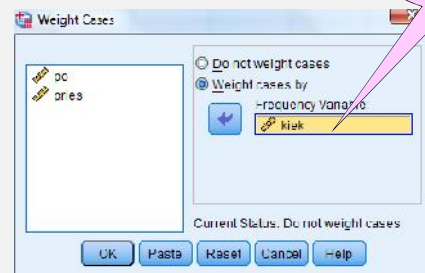 Weight Cases
po
pries
Do not weight cases
Weight cases by
Frequency Variable
kiek
Current Status: Do not weight cases
OK Paste Reset Cancel Help